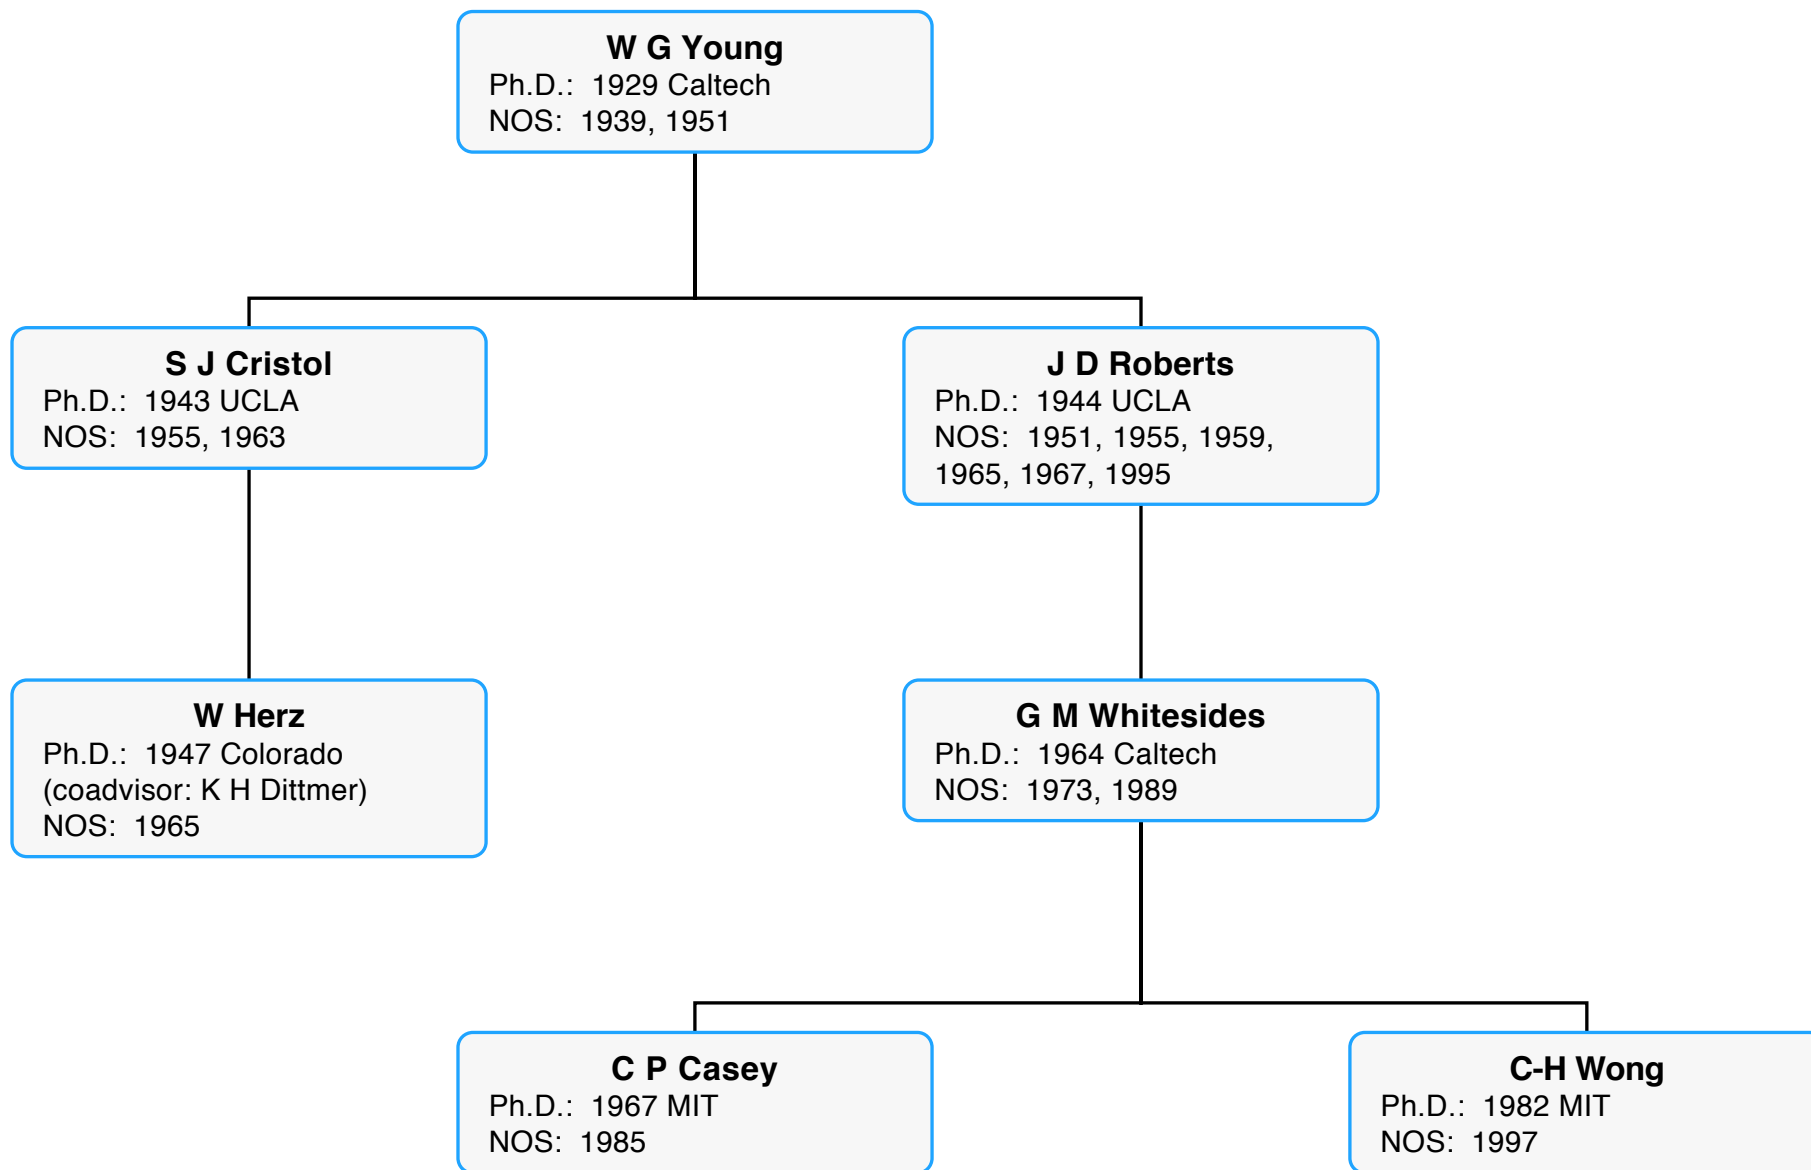 W G Young
Ph.D.: 1929 Caltech
NOS: 1939, 1951
S J Cristol
Ph.D.: 1943 UCLA
NOS: 1955, 1963
J D Roberts
Ph.D.: 1944 UCLA
NOS: 1951, 1955, 1959,
1965, 1967, 1995
W Herz
Ph.D.: 1947 Colorado
(coadvisor: K H Dittmer)
NOS: 1965
G M Whitesides
Ph.D.: 1964 Caltech
NOS: 1973, 1989
C P Casey
Ph.D.: 1967 MIT
NOS: 1985
C-H Wong
Ph.D.: 1982 MIT
NOS: 1997